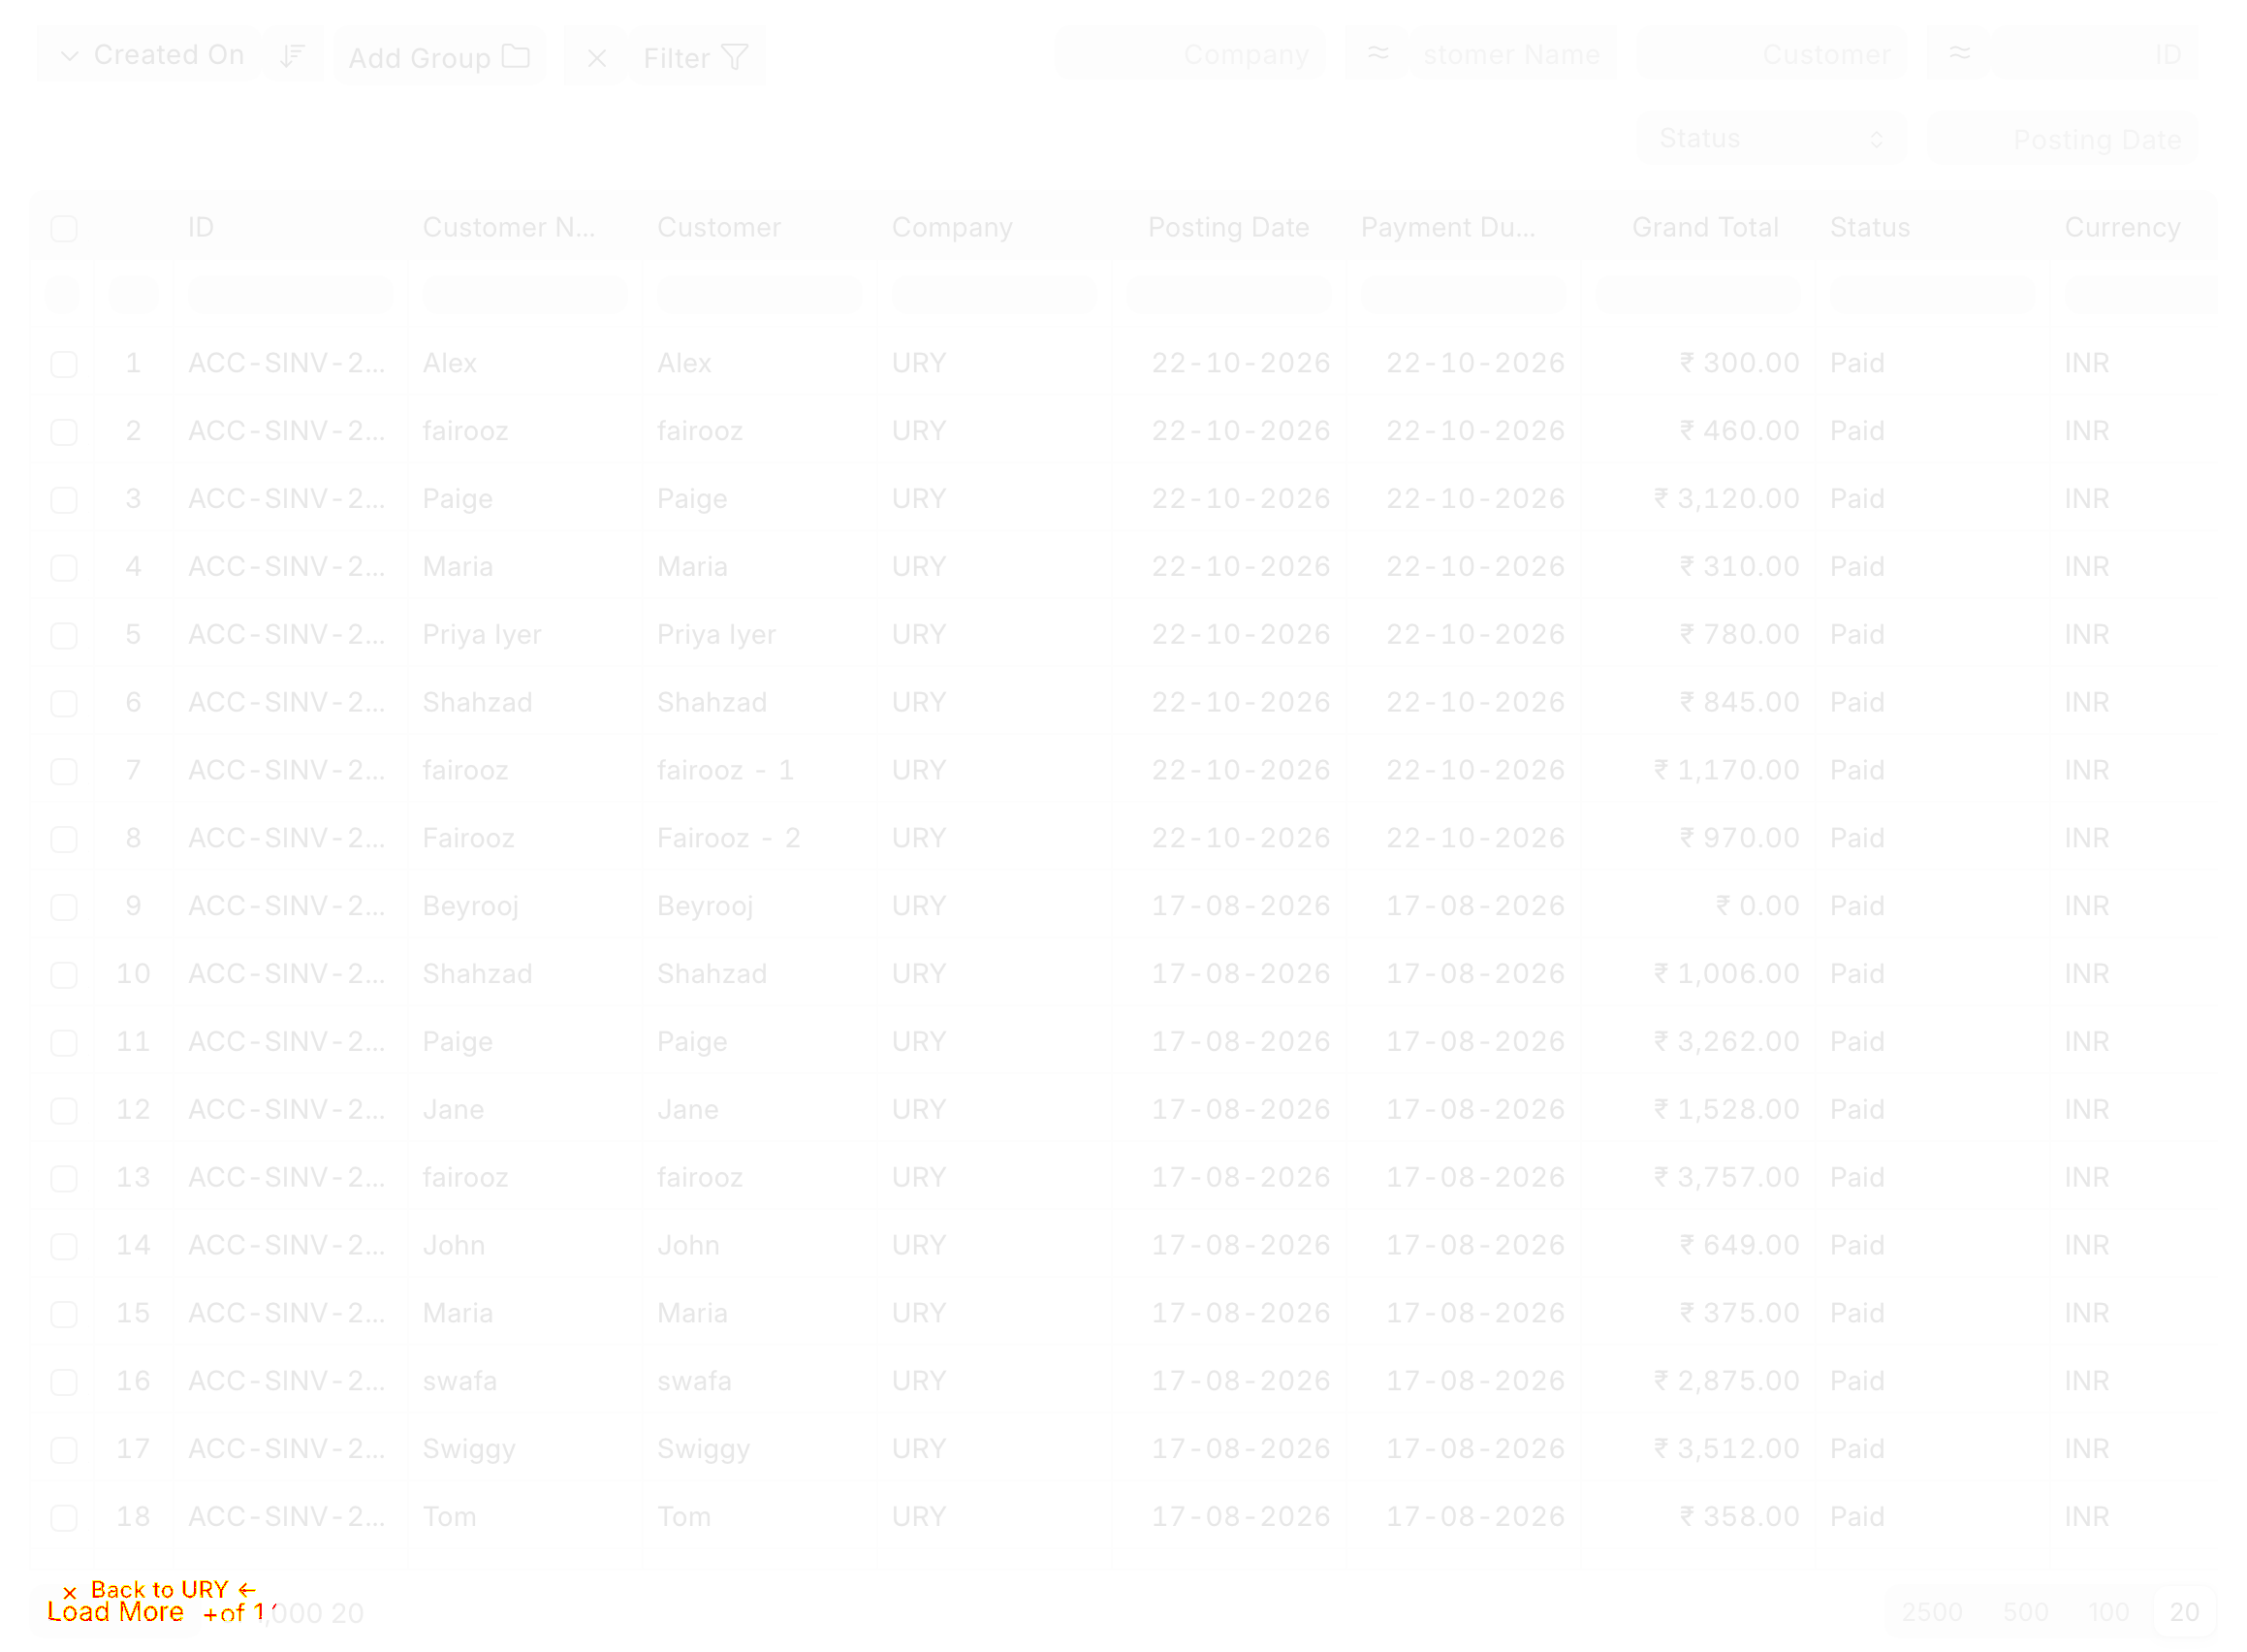 Created On Add Group Filter Company ≈ stomer Name Customer ≈ ID
Status Posting Date
ID Customer N... Customer Company Posting Date Payment Du... Grand Total Status Currency
1 ACC-SINV-2... Alex Alex URY 22-10-2026 22-10-2026 ₹ 300.00 Paid INR
2 ACC-SINV-2... fairooz fairooz URY 22-10-2026 22-10-2026 ₹ 460.00 Paid INR
3 ACC-SINV-2... Paige Paige URY 22-10-2026 22-10-2026 ₹ 3,120.00 Paid INR
4 ACC-SINV-2... Maria Maria URY 22-10-2026 22-10-2026 ₹ 310.00 Paid INR
5 ACC-SINV-2... Priya Iyer Priya Iyer URY 22-10-2026 22-10-2026 ₹ 780.00 Paid INR
6 ACC-SINV-2... Shahzad Shahzad URY 22-10-2026 22-10-2026 ₹ 845.00 Paid INR
7 ACC-SINV-2... fairooz fairooz - 1 URY 22-10-2026 22-10-2026 ₹ 1,170.00 Paid INR
8 ACC-SINV-2... Fairooz Fairooz - 2 URY 22-10-2026 22-10-2026 ₹ 970.00 Paid INR
9 ACC-SINV-2... Beyrooj Beyrooj URY 17-08-2026 17-08-2026 ₹ 0.00 Paid INR
10 ACC-SINV-2... Shahzad Shahzad URY 17-08-2026 17-08-2026 ₹ 1,006.00 Paid INR
11 ACC-SINV-2... Paige Paige URY 17-08-2026 17-08-2026 ₹ 3,262.00 Paid INR
12 ACC-SINV-2... Jane Jane URY 17-08-2026 17-08-2026 ₹ 1,528.00 Paid INR
13 ACC-SINV-2... fairooz fairooz URY 17-08-2026 17-08-2026 ₹ 3,757.00 Paid INR
14 ACC-SINV-2... John John URY 17-08-2026 17-08-2026 ₹ 649.00 Paid INR
15 ACC-SINV-2... Maria Maria URY 17-08-2026 17-08-2026 ₹ 375.00 Paid INR
16 ACC-SINV-2... swafa swafa URY 17-08-2026 17-08-2026 ₹ 2,875.00 Paid INR
17 ACC-SINV-2... Swiggy Swiggy URY 17-08-2026 17-08-2026 ₹ 3,512.00 Paid INR
18 ACC-SINV-2... Tom Tom URY 17-08-2026 17-08-2026 ₹ 358.00 Paid INR
× Back to URY ←
Load More +of 1,000 20 2500 500 100 20